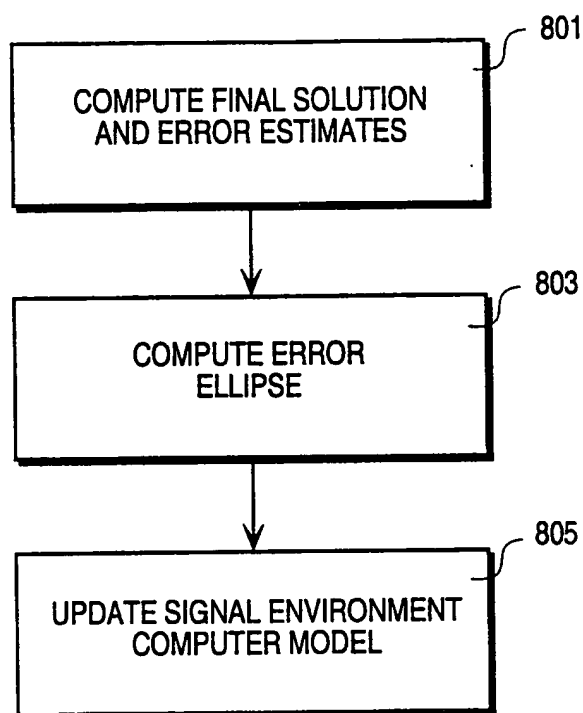 801
COMPUTE FINAL SOLUTION
AND ERROR ESTIMATES
803
COMPUTE ERROR
ELLIPSE
805
UPDATE SIGNAL ENVIRONMENT
COMPUTER MODEL